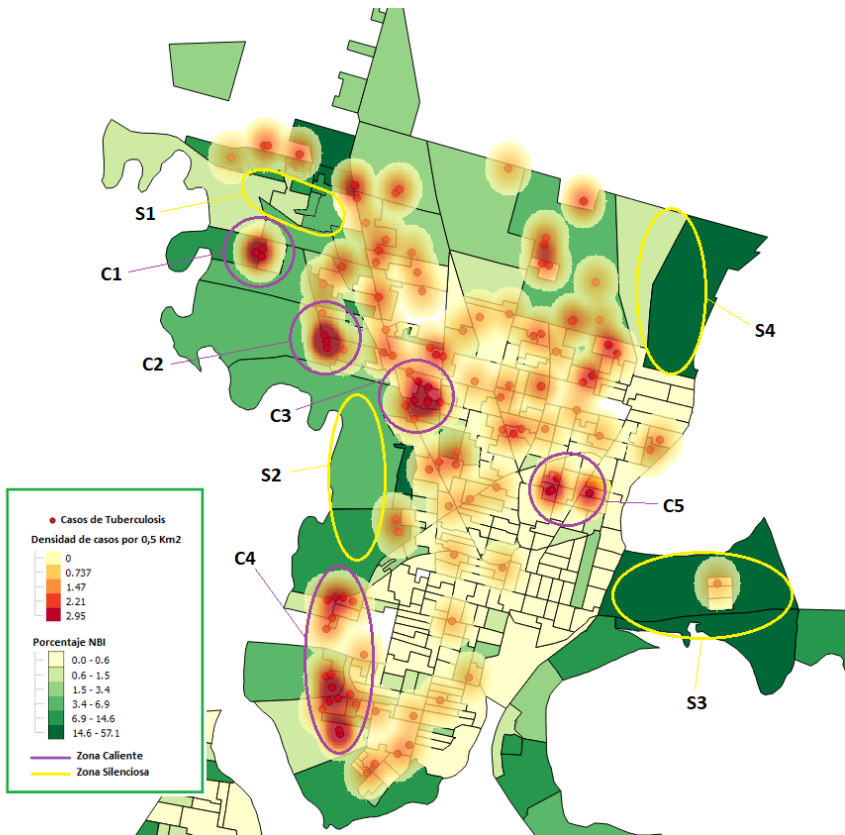 S1
C1
S4
C2
C3
S2
C5
C4
S3
Casos de Tuberculosis
Densidad de casos por 0,5 Km2
0
0.737
1.47
2.21
2.95
Porcentaje NBI
0.0 - 0.6
0.6 - 1.5
1.5 - 3.4
3.4 - 6.9
6.9 - 14.6
14.6 - 57.1
Zona Caliente
Zona Silenciosa